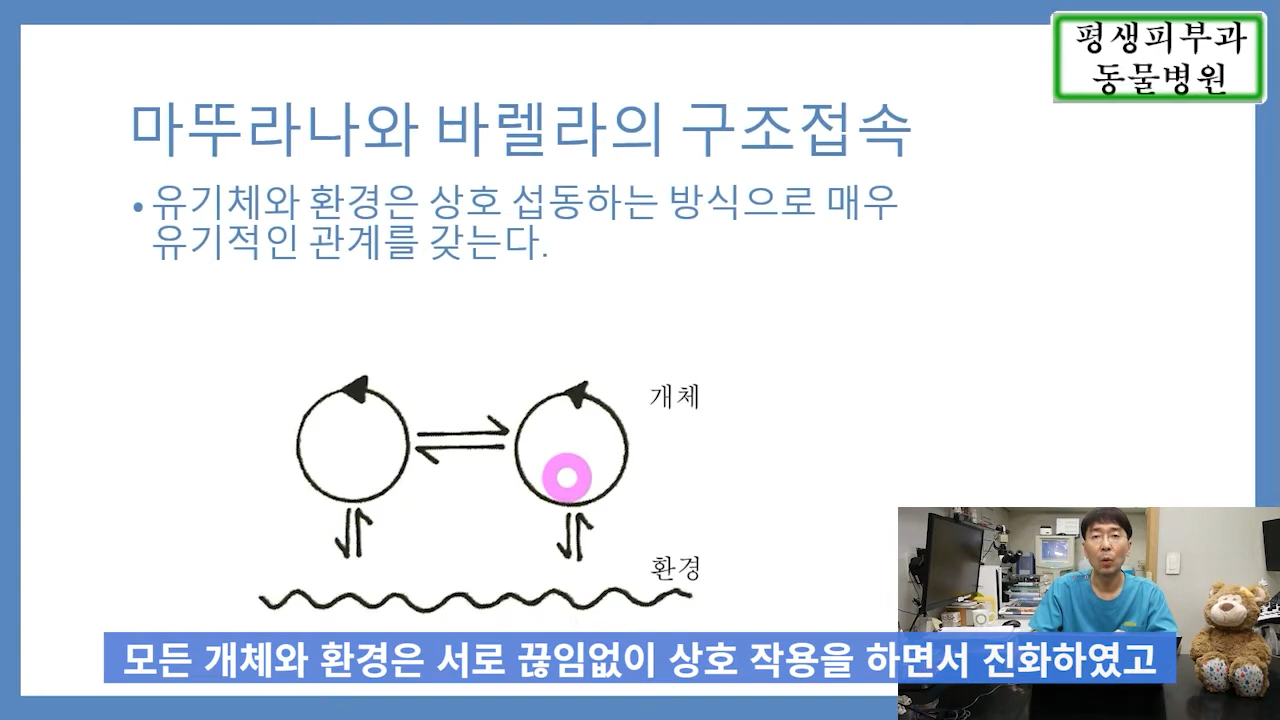 평생피부과
동물병원
마뚜라나와 바렐라의 구조접속
• 유기체와 환경은 상호 섭동하는 방식으로 매우
유기적인 관계를 갖는다.
개체
환경
모든 개체와 환경은 서로 끊임없이 상호 작용을 하면서 진화하였고